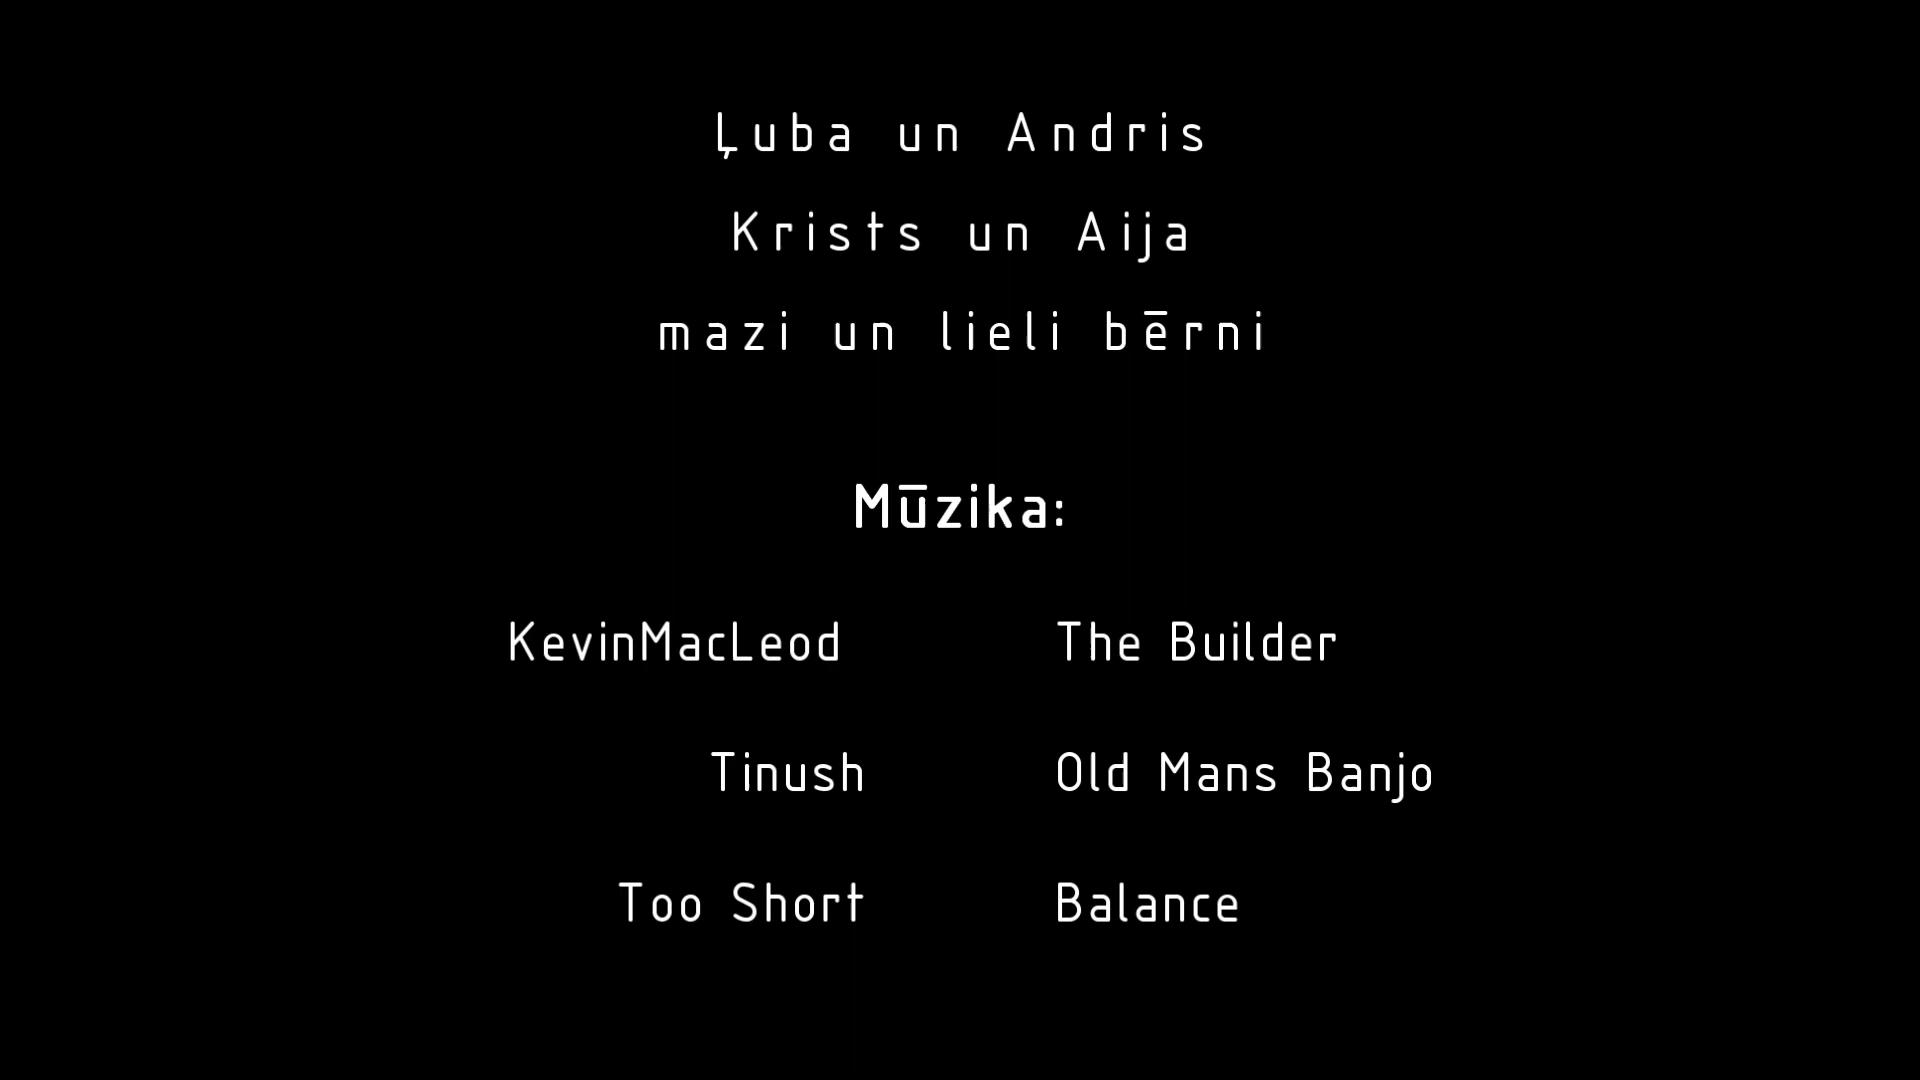 Ļuba un Andris
Krists un Aija
mazi un lieli bērni
Mūzika:
KevinMacLeod The Builder
Tinush Old Mans Banjo
Too Short Balance